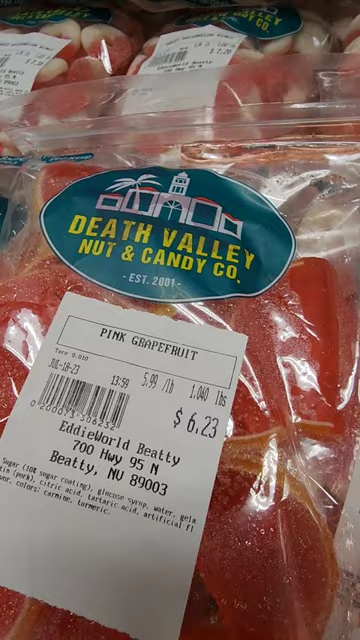 DEATH VALLEY
NUT & CANDY CO.
- EST. 2001 -
PINK GRAPEFRUIT
Tare 0.010
JUL-18-23
13:59 5.99 /lb 1.040 lbs
$ 6.23
EddieWorld Beatty
700 Hwy 95 N
Beatty, NV 89003
Sugar (10% sugar coating), glucose syrup, water, gela
tin (pork), citric acid, tartaric acid, artificial fl
vor, colors: carmine, turmeric.